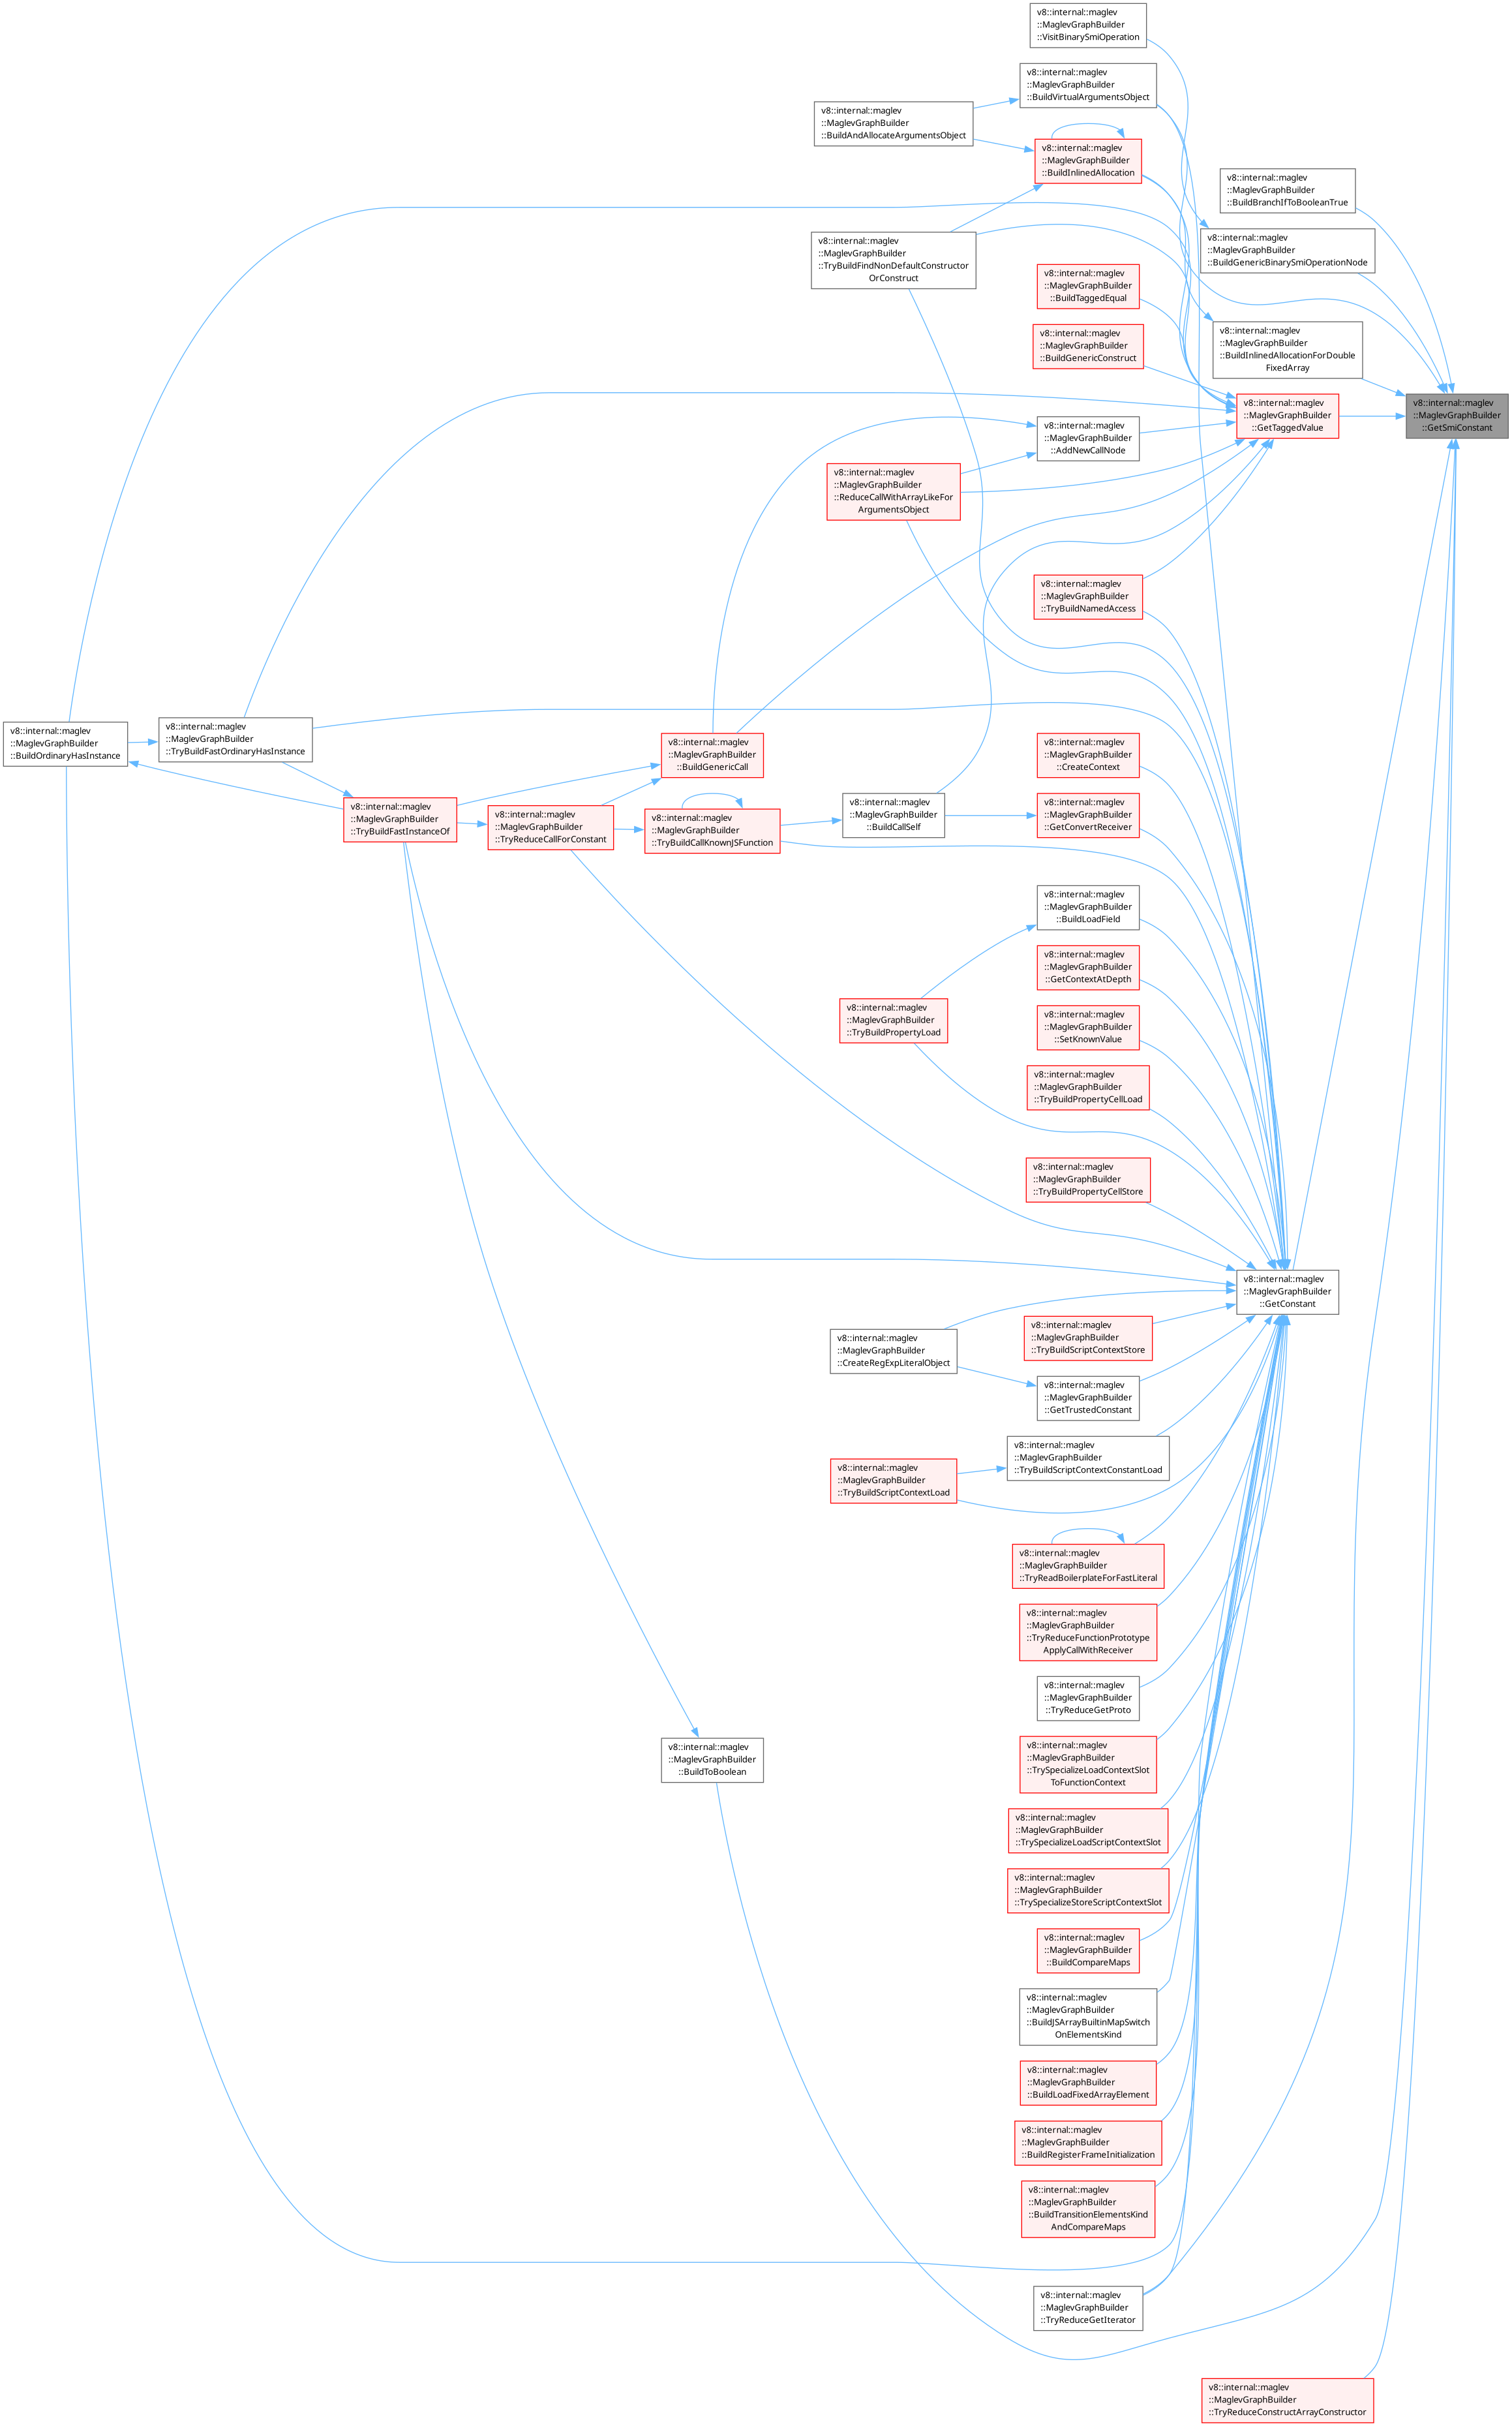 v8::internal::maglev
::MaglevGraphBuilder
::VisitBinarySmiOperation
v8::internal::maglev
::MaglevGraphBuilder
::BuildVirtualArgumentsObject
v8::internal::maglev
::MaglevGraphBuilder
::BuildAndAllocateArgumentsObject
v8::internal::maglev
::MaglevGraphBuilder
::BuildInlinedAllocation
v8::internal::maglev
::MaglevGraphBuilder
::BuildBranchIfToBooleanTrue
v8::internal::maglev
::MaglevGraphBuilder
::BuildGenericBinarySmiOperationNode
v8::internal::maglev
::MaglevGraphBuilder
::TryBuildFindNonDefaultConstructor
OrConstruct
v8::internal::maglev
::MaglevGraphBuilder
::BuildTaggedEqual
v8::internal::maglev
::MaglevGraphBuilder
::BuildInlinedAllocationForDouble
FixedArray
v8::internal::maglev
::MaglevGraphBuilder
::BuildGenericConstruct
v8::internal::maglev
::MaglevGraphBuilder
::GetTaggedValue
v8::internal::maglev
::MaglevGraphBuilder
::GetSmiConstant
v8::internal::maglev
::MaglevGraphBuilder
::AddNewCallNode
v8::internal::maglev
::MaglevGraphBuilder
::ReduceCallWithArrayLikeFor
ArgumentsObject
v8::internal::maglev
::MaglevGraphBuilder
::TryBuildNamedAccess
v8::internal::maglev
::MaglevGraphBuilder
::BuildOrdinaryHasInstance
v8::internal::maglev
::MaglevGraphBuilder
::TryBuildFastOrdinaryHasInstance
v8::internal::maglev
::MaglevGraphBuilder
::BuildGenericCall
v8::internal::maglev
::MaglevGraphBuilder
::CreateContext
v8::internal::maglev
::MaglevGraphBuilder
::TryBuildFastInstanceOf
v8::internal::maglev
::MaglevGraphBuilder
::TryReduceCallForConstant
v8::internal::maglev
::MaglevGraphBuilder
::TryBuildCallKnownJSFunction
v8::internal::maglev
::MaglevGraphBuilder
::BuildCallSelf
v8::internal::maglev
::MaglevGraphBuilder
::GetConvertReceiver
v8::internal::maglev
::MaglevGraphBuilder
::BuildLoadField
v8::internal::maglev
::MaglevGraphBuilder
::GetContextAtDepth
v8::internal::maglev
::MaglevGraphBuilder
::TryBuildPropertyLoad
v8::internal::maglev
::MaglevGraphBuilder
::SetKnownValue
v8::internal::maglev
::MaglevGraphBuilder
::TryBuildPropertyCellLoad
v8::internal::maglev
::MaglevGraphBuilder
::TryBuildPropertyCellStore
v8::internal::maglev
::MaglevGraphBuilder
::GetConstant
v8::internal::maglev
::MaglevGraphBuilder
::TryBuildScriptContextStore
v8::internal::maglev
::MaglevGraphBuilder
::CreateRegExpLiteralObject
v8::internal::maglev
::MaglevGraphBuilder
::GetTrustedConstant
v8::internal::maglev
::MaglevGraphBuilder
::TryBuildScriptContextConstantLoad
v8::internal::maglev
::MaglevGraphBuilder
::TryBuildScriptContextLoad
v8::internal::maglev
::MaglevGraphBuilder
::TryReadBoilerplateForFastLiteral
v8::internal::maglev
::MaglevGraphBuilder
::TryReduceFunctionPrototype
ApplyCallWithReceiver
v8::internal::maglev
::MaglevGraphBuilder
::TryReduceGetProto
v8::internal::maglev
::MaglevGraphBuilder
::BuildToBoolean
v8::internal::maglev
::MaglevGraphBuilder
::TrySpecializeLoadContextSlot
ToFunctionContext
v8::internal::maglev
::MaglevGraphBuilder
::TrySpecializeLoadScriptContextSlot
v8::internal::maglev
::MaglevGraphBuilder
::TrySpecializeStoreScriptContextSlot
v8::internal::maglev
::MaglevGraphBuilder
::BuildCompareMaps
v8::internal::maglev
::MaglevGraphBuilder
::BuildJSArrayBuiltinMapSwitch
OnElementsKind
v8::internal::maglev
::MaglevGraphBuilder
::BuildLoadFixedArrayElement
v8::internal::maglev
::MaglevGraphBuilder
::BuildRegisterFrameInitialization
v8::internal::maglev
::MaglevGraphBuilder
::BuildTransitionElementsKind
AndCompareMaps
v8::internal::maglev
::MaglevGraphBuilder
::TryReduceGetIterator
v8::internal::maglev
::MaglevGraphBuilder
::TryReduceConstructArrayConstructor